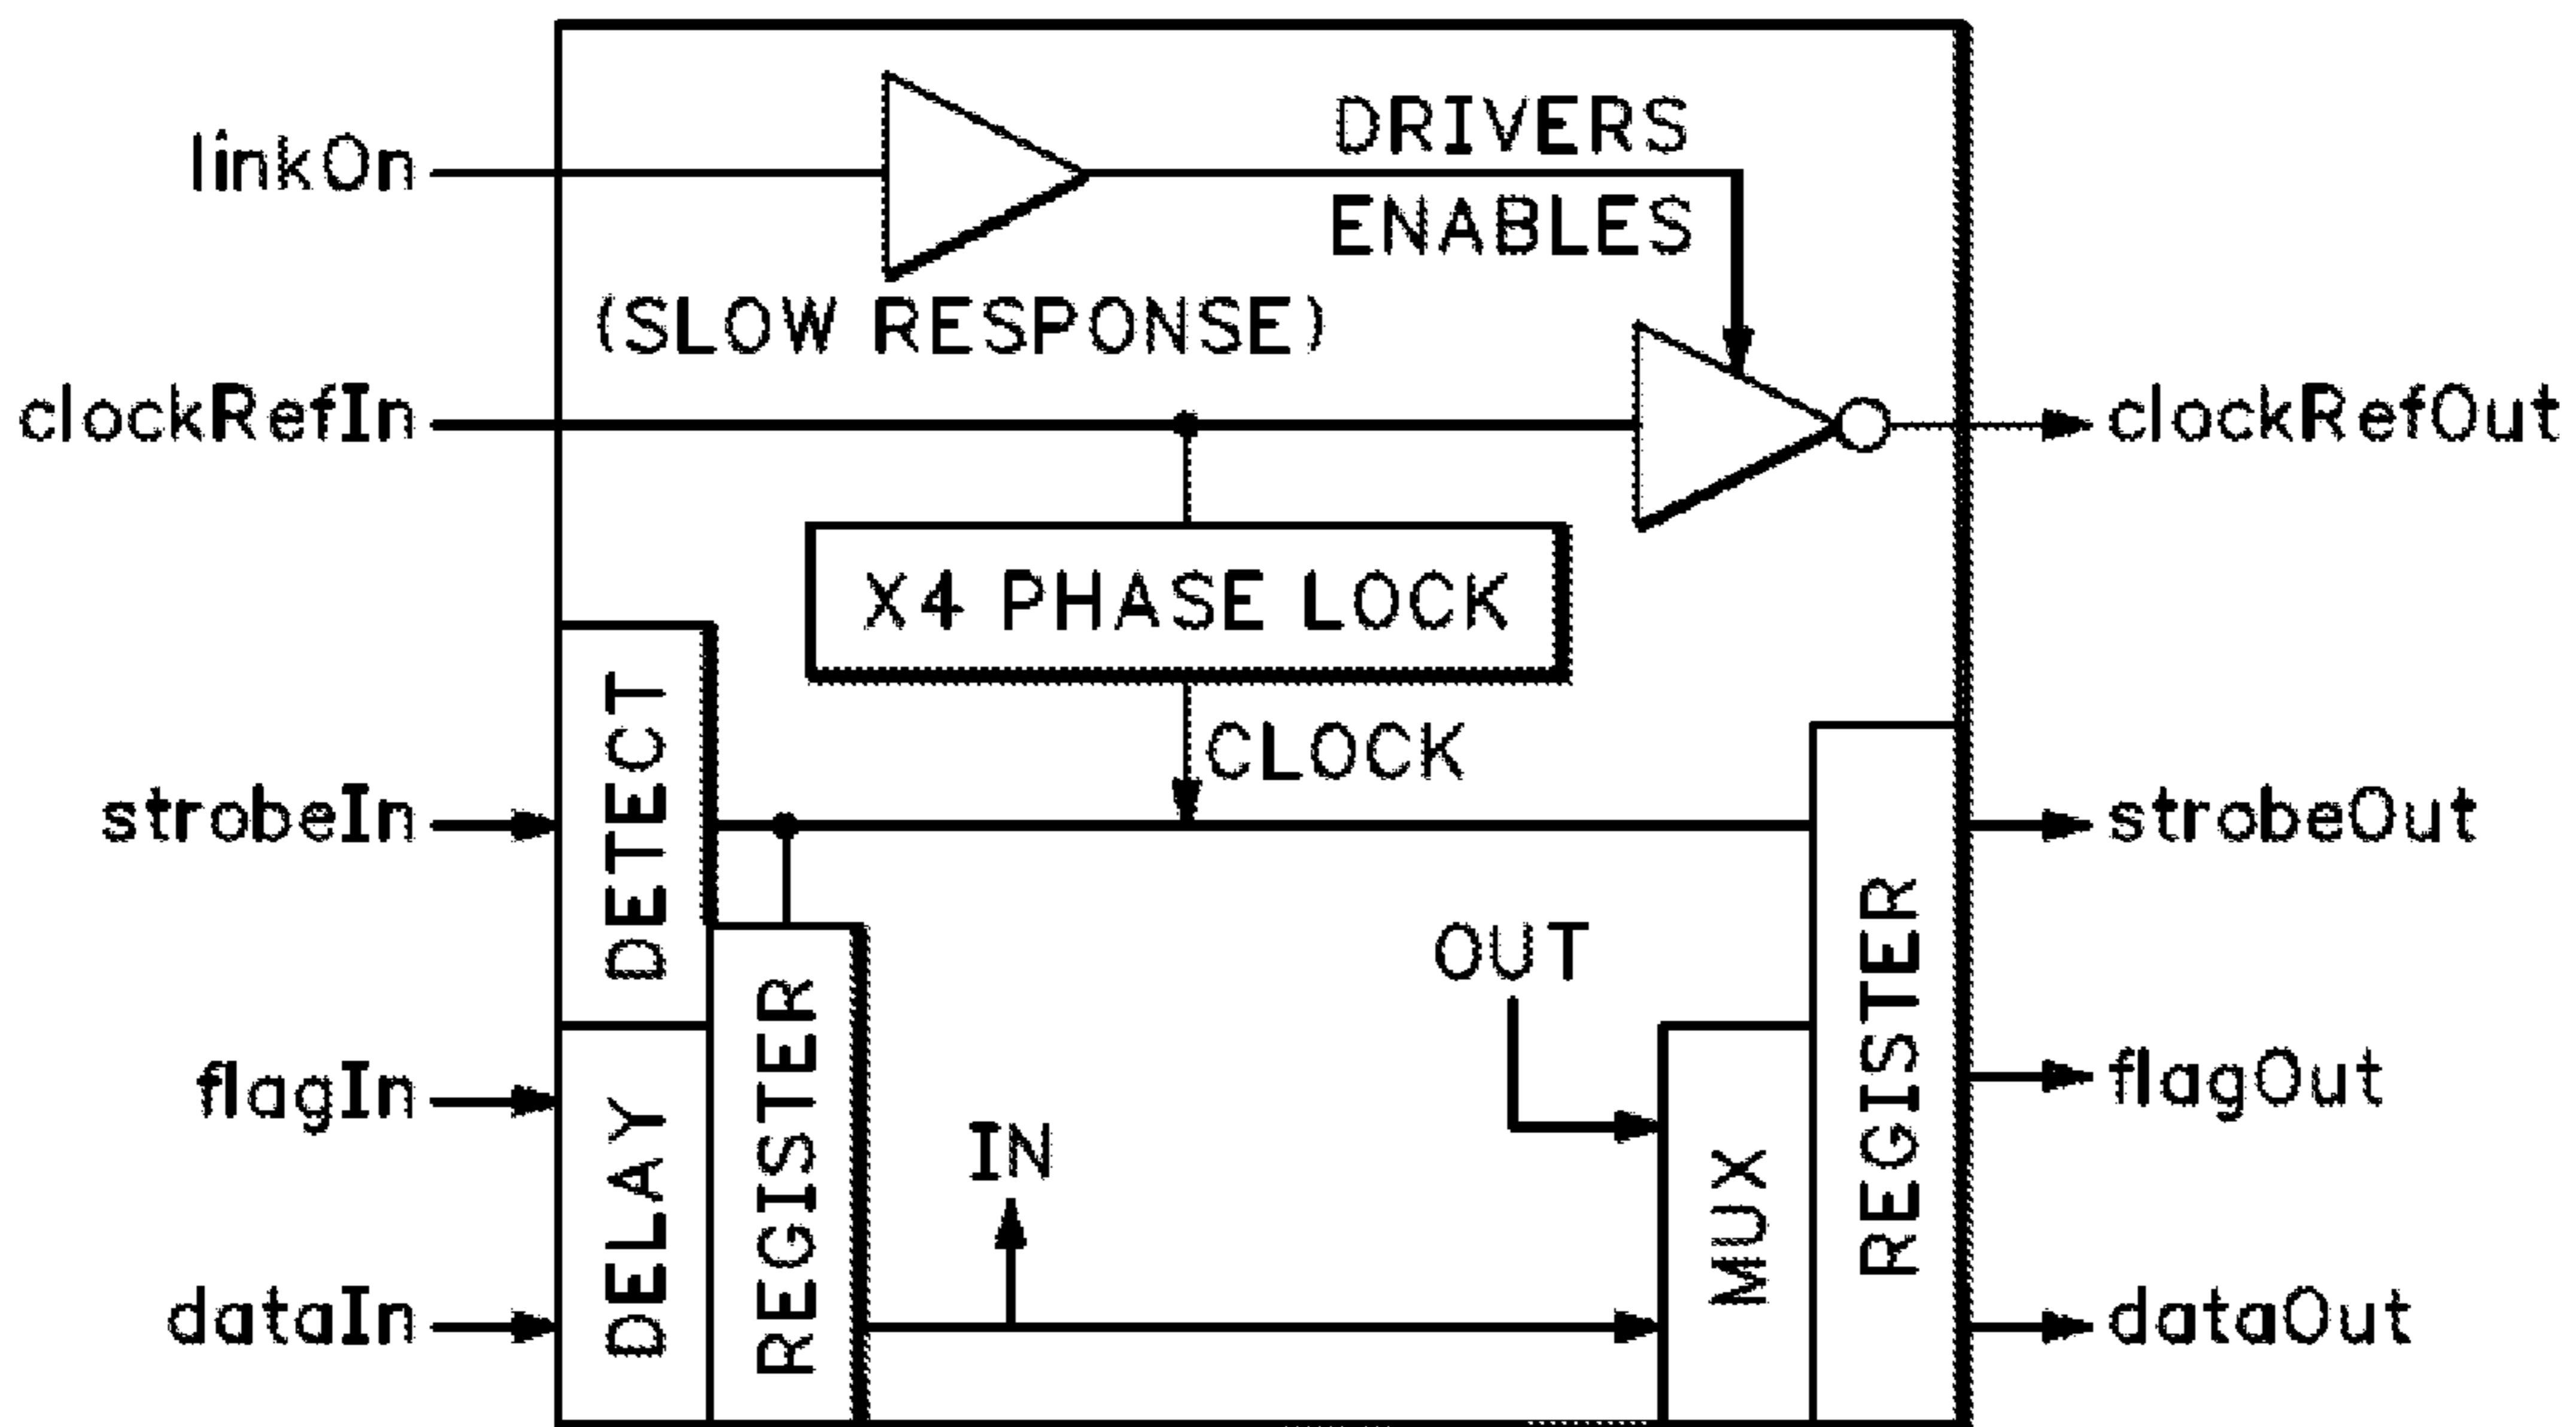 linkOn
DRIVERS
ENABLES
(SLOW RESPONSE)
clockRefIn
clockRefOut
X4 PHASE LOCK
DETECT
CLOCK
strobeIn
strobeOut
REGISTER
OUT
flagIn
flagOut
DELAY
REGISTER
IN
MUX
dataIn
dataOut